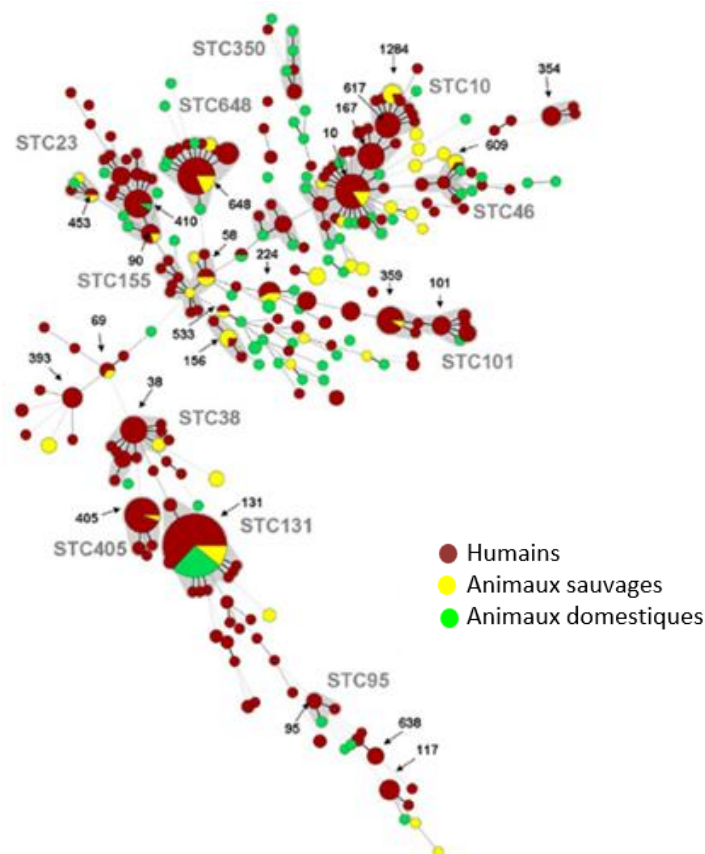 STC350
1284
STC10
354
617
STC648
167
STC23
10
609
648
STC46
453
410
58
90
224
STC155
359
101
533
69
156
STC101
393
38
STC38
131
405
STC131
STC405
Humains
Animaux sauvages
Animaux domestiques
STC95
95
638
117